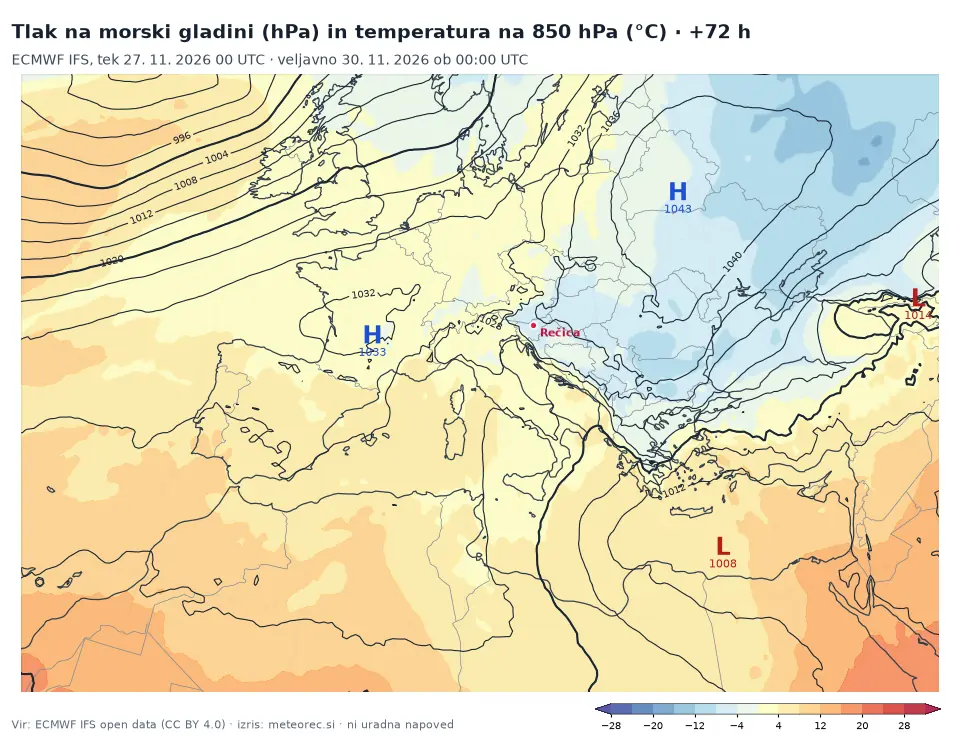 Tlak na morski gladini (hPa) in temperatura na 850 hPa (°C) · +72 h
ECMWF IFS, tek 27. 11. 2026 00 UTC · veljavno 30. 11. 2026 ob 00:00 UTC
996
1004
1008
1012
1020
1032
1036
H
1043
1040
1032
H
1033
1028
Rečica
L
1014
1012
L
1008
−28 −20 −12 −4 4 12 20 28
Vir: ECMWF IFS open data (CC BY 4.0) · izris: meteorec.si · ni uradna napoved